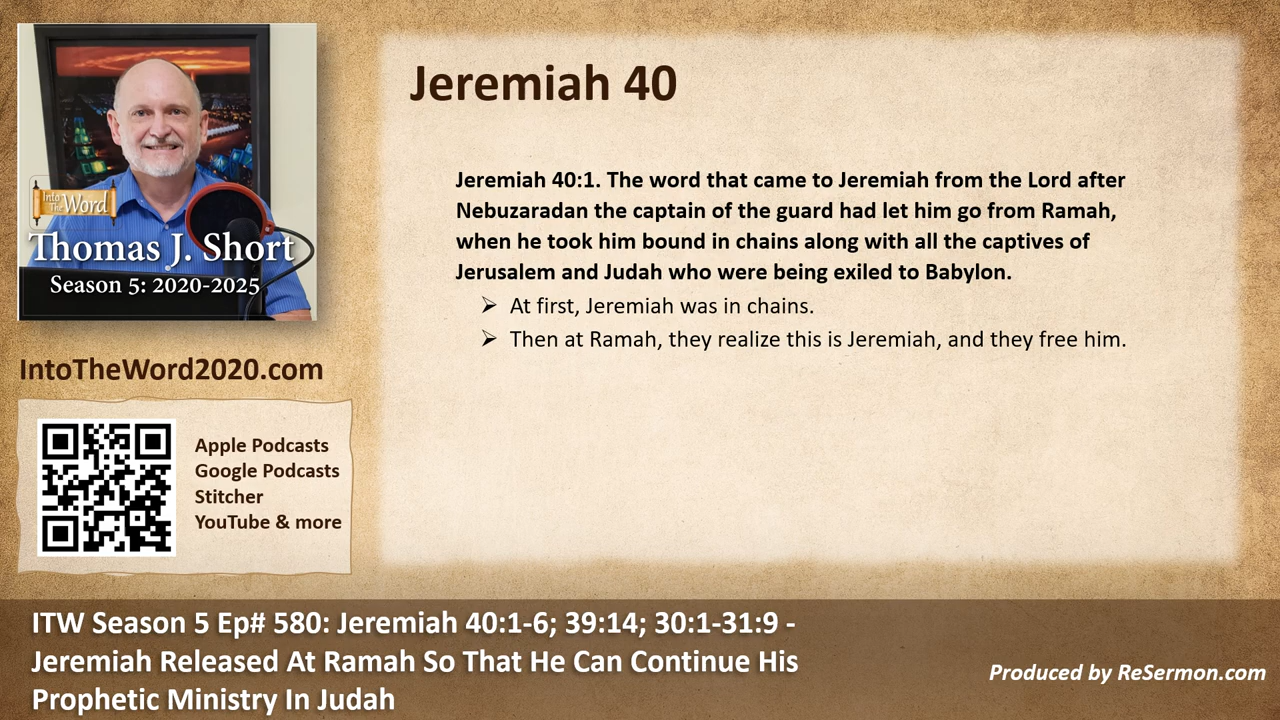 Into
The Word
Thomas J. Short
Season 5: 2020-2025
IntoTheWord2020.com
Apple Podcasts
Google Podcasts
Stitcher
YouTube & more
Jeremiah 40
Jeremiah 40:1. The word that came to Jeremiah from the Lord after
Nebuzaradan the captain of the guard had let him go from Ramah,
when he took him bound in chains along with all the captives of
Jerusalem and Judah who were being exiled to Babylon.
➢ At first, Jeremiah was in chains.
➢ Then at Ramah, they realize this is Jeremiah, and they free him.
ITW Season 5 Ep# 580: Jeremiah 40:1-6; 39:14; 30:1-31:9 -
Jeremiah Released At Ramah So That He Can Continue His
Prophetic Ministry In Judah
Produced by ReSermon.com